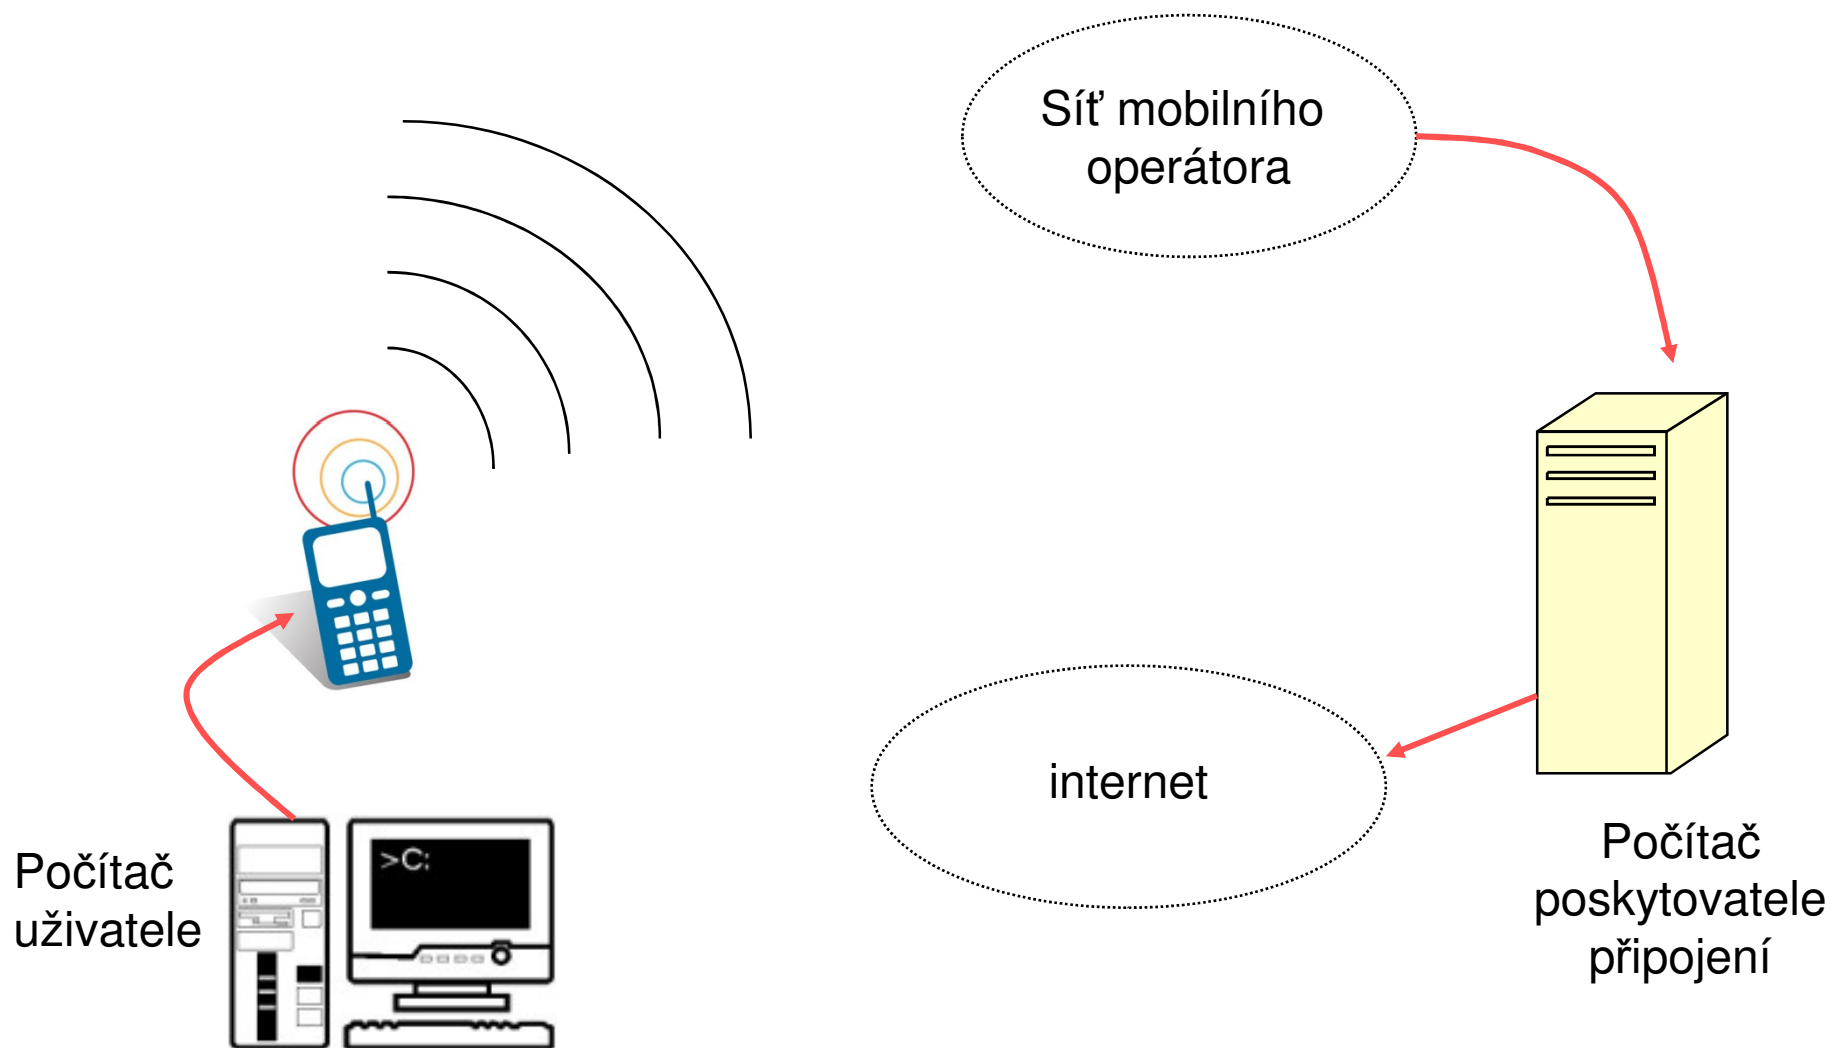 Síť mobilního
operátora
internet
>C:
Počítač
uživatele
Počítač
poskytovatele
připojení